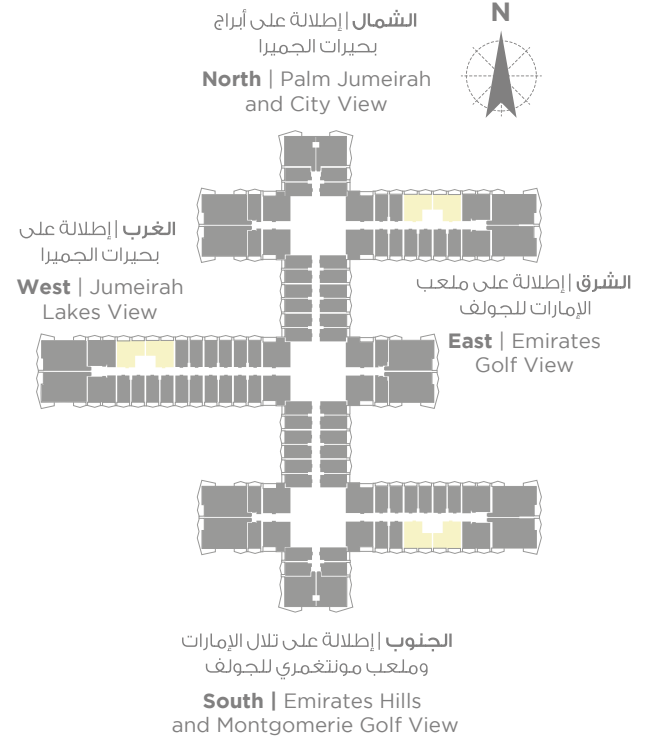 الشمال | إطلالة على أبراج
بحيرات الجميرا
North | Palm Jumeirah
and City View
N
الغرب | إطلالة على
بحيرات الجميرا
West | Jumeirah
Lakes View
الشرق | إطلالة على ملعب
الإمارات للجولف
East | Emirates
Golf View
الجنوب | إطلالة على تلال الإمارات
وملعب مونتغمري للجولف
South | Emirates Hills
and Montgomerie Golf View